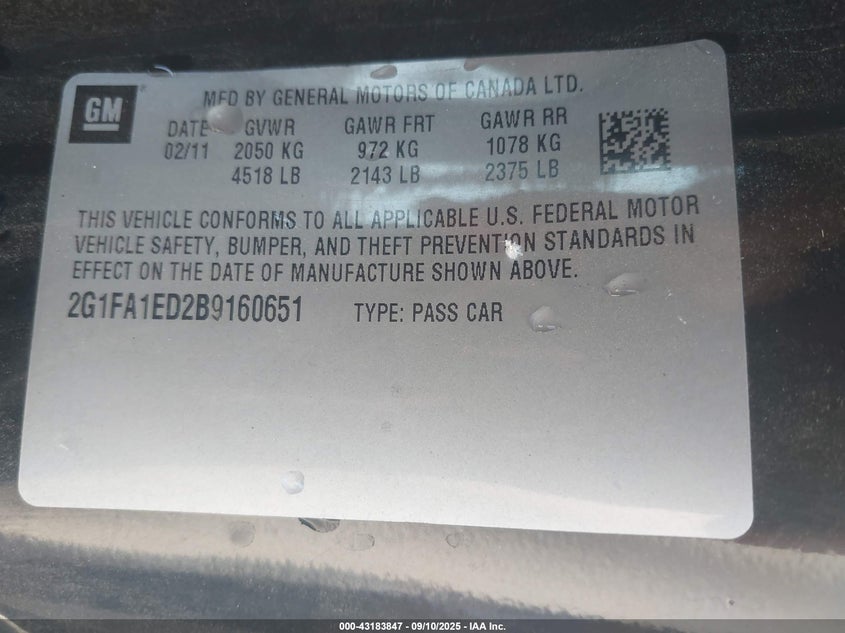 GM
MFD BY GENERAL MOTORS OF CANADA LTD.
DATE GVWR GAWR FRT GAWR RR
02/11 2050 KG 972 KG 1078 KG
4518 LB 2143 LB 2375 LB
THIS VEHICLE CONFORMS TO ALL APPLICABLE U.S. FEDERAL MOTOR
VEHICLE SAFETY, BUMPER, AND THEFT PREVENTION STANDARDS IN
EFFECT ON THE DATE OF MANUFACTURE SHOWN ABOVE.
2G1FA1ED2B9160651 TYPE: PASS CAR
000-43183847 - 09/10/2025 - IAA Inc.